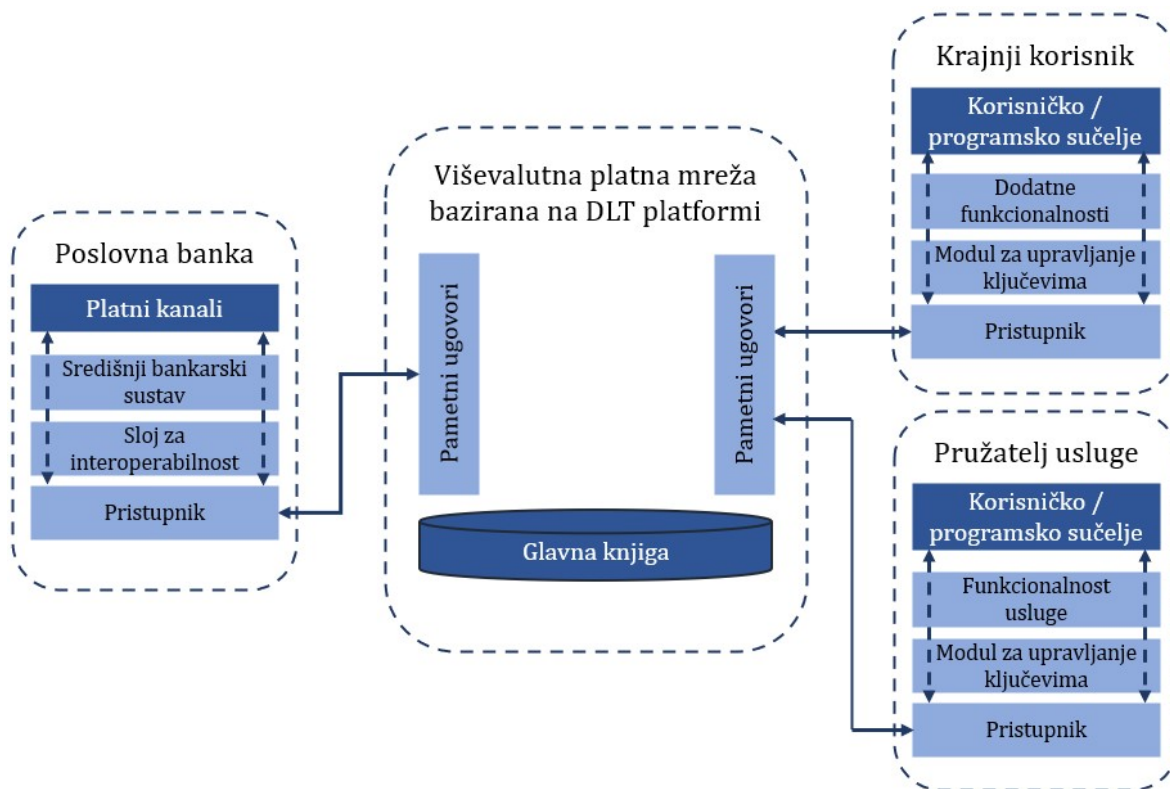 Poslovna banka
Platni kanali
Središnji bankarski
sustav
Sloj za
interoperabilnost
Pristupnik
Viševalutna platna mreža
bazirana na DLT platformi
Pametni ugovori
Pametni ugovori
Glavna knjiga
Krajnji korisnik
Korisničko /
programsko sučelje
Dodatne
funkcionalnosti
Modul za upravljanje
ključevima
Pristupnik
Pružatelj usluge
Korisničko /
programsko sučelje
Funkcionalnost
usluge
Modul za upravljanje
ključevima
Pristupnik